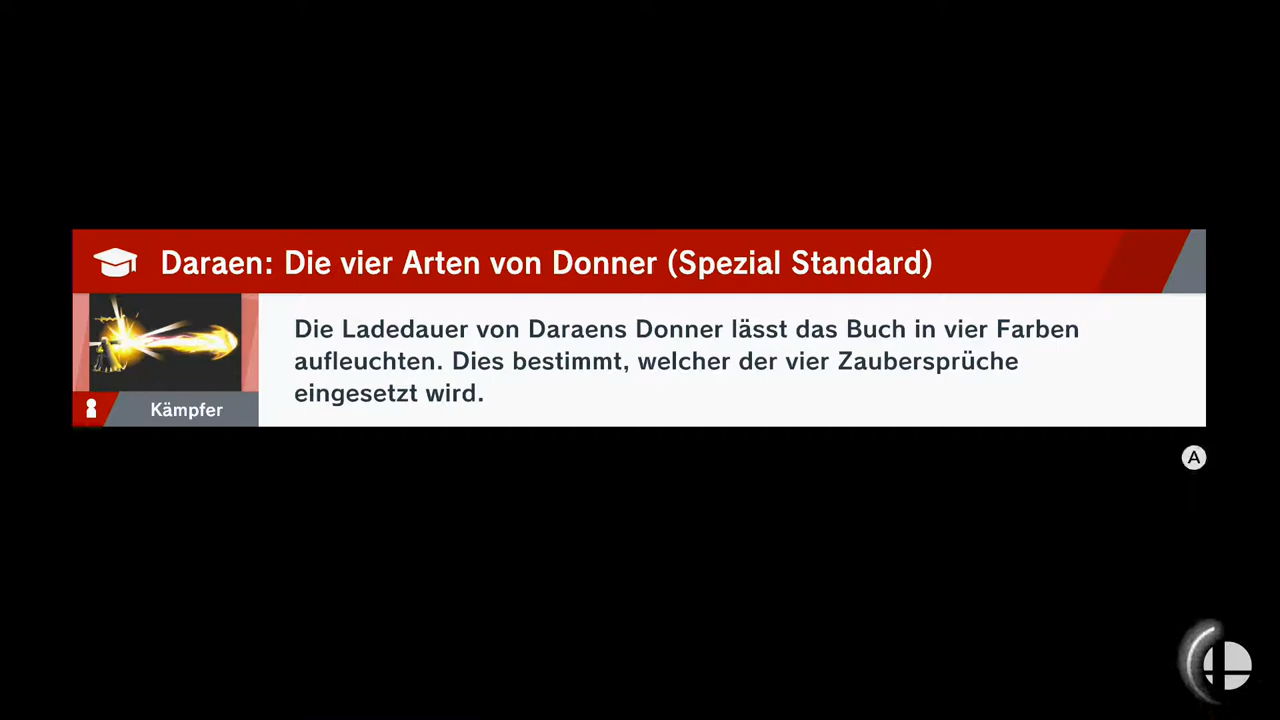 Daraen: Die vier Arten von Donner (Spezial Standard)
Die Ladedauer von Daraens Donner lässt das Buch in vier Farben
aufleuchten. Dies bestimmt, welcher der vier Zaubersprüche
eingesetzt wird.
Kämpfer
A